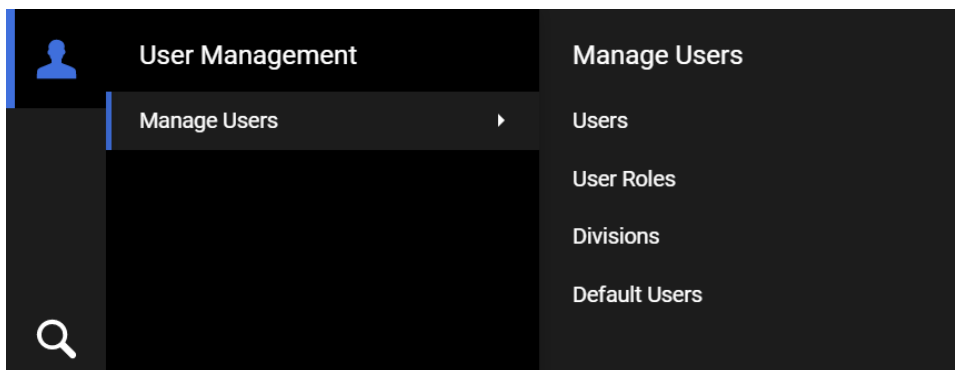 User Management
Manage Users
Manage Users
Users
User Roles
Divisions
Default Users